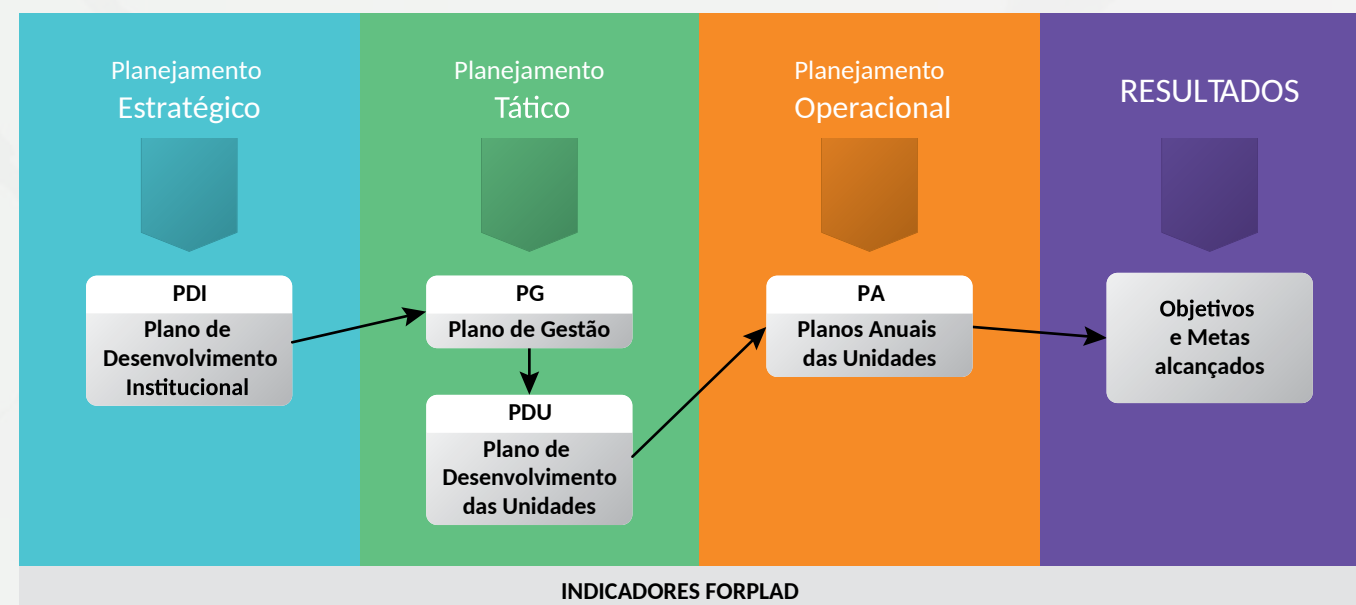 Planejamento
Estratégico
PDI
Plano de
Desenvolvimento
Institucional
Planejamento
Tático
PG
Plano de Gestão
PDU
Plano de
Desenvolvimento
das Unidades
Planejamento
Operacional
PA
Planos Anuais
das Unidades
RESULTADOS
Objetivos
e Metas
alcançados
INDICADORES FORPLAD